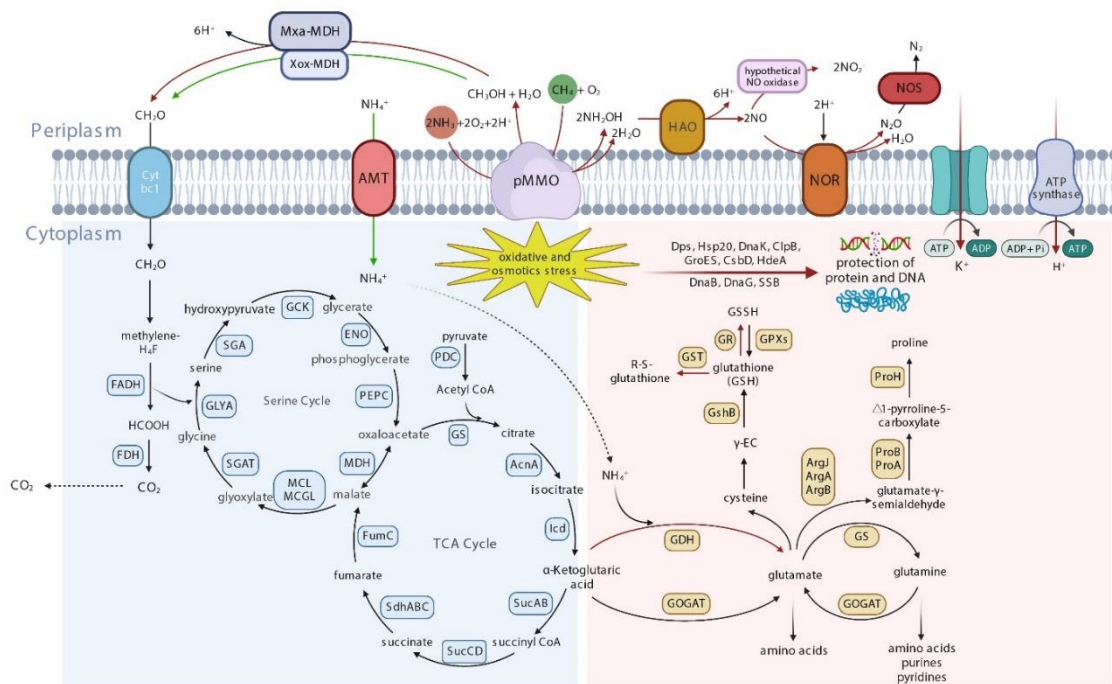 6H⁺
Mxa-MDH
Xox-MDH
CH₂O
NH₄⁺
2NH₃+2O₂+2H⁺
CH₃OH + H₂O
CH₄ + O₂
2NH₂OH
2H₂O
HAO
6H⁺
2NO
hypothetical
NO oxidase
2NO₂⁻
2H⁺
N₂
NOS
N₂O
H₂O
Periplasm
Cyt
bc1
AMT
pMMO
NOR
ATP
synthase
Cytoplasm
CH₂O
NH₄⁺
oxidative and
osmotics stress
Dps, Hsp20, DnaK, ClpB,
GroES, CsbD, HdeA
DnaB, DnaG, SSB
protection of
protein and DNA
ATP
ADP
K⁺
ADP+Pi
ATP
H⁺
methylene-
H₄F
FADH
HCOOH
FDH
CO₂
CO₂
hydroxypyruvate
GCK
glycerate
SGA
serine
GLYA
glycine
SGAT
glyoxylate
MCL
MCGL
malate
MDH
oxaloacetate
PEPC
phosphoglycerate
ENO
Serine Cycle
pyruvate
PDC
Acetyl CoA
GS
citrate
AcnA
isocitrate
Icd
α-Ketoglutaric
acid
SucAB
succinyl CoA
SucCD
succinate
SdhABC
fumarate
FumC
TCA Cycle
NH₄⁺
GDH
GOGAT
glutamate
GSSH
GR
GPXs
R-S-
glutathione
GST
glutathione
(GSH)
GshB
γ-EC
cysteine
proline
ProH
△1-pyrroline-5-
carboxylate
ProB
ProA
glutamate-γ-
semialdehyde
ArgJ
ArgA
ArgB
GS
glutamine
GOGAT
amino acids
amino acids
purines
pyridines